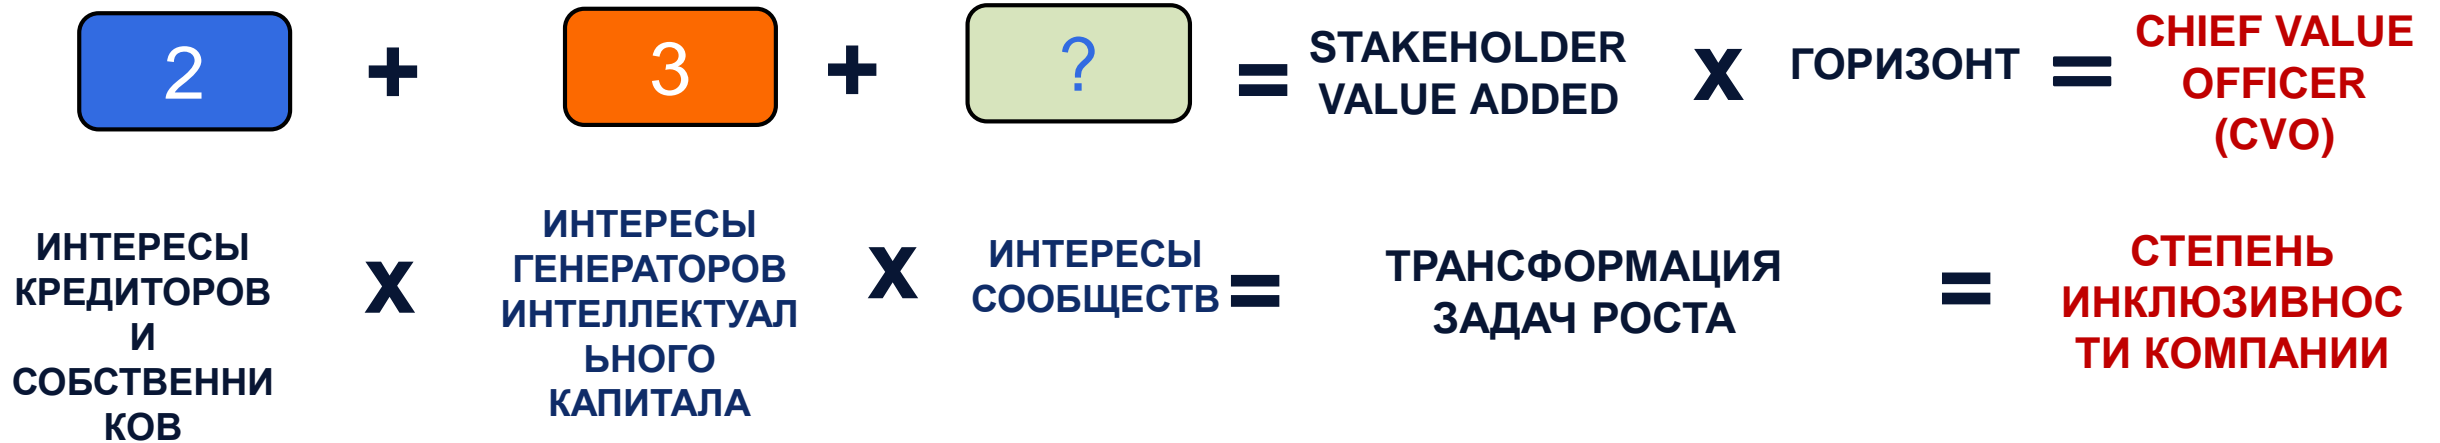 2 + 3 + ? = STAKEHOLDER VALUE ADDED x ГОРИЗОНТ = CHIEF VALUE OFFICER (CVO)
ИНТЕРЕСЫ
КРЕДИТОРОВ
И
СОБСТВЕННИ
КОВ
x
ИНТЕРЕСЫ
ГЕНЕРАТОРОВ
ИНТЕЛЛЕКТУАЛ
ЬНОГО
КАПИТАЛА
x
ИНТЕРЕСЫ
СООБЩЕСТВ
=
ТРАНСФОРМАЦИЯ
ЗАДАЧ РОСТА
=
СТЕПЕНЬ
ИНКЛЮЗИВНОС
ТИ КОМПАНИИ